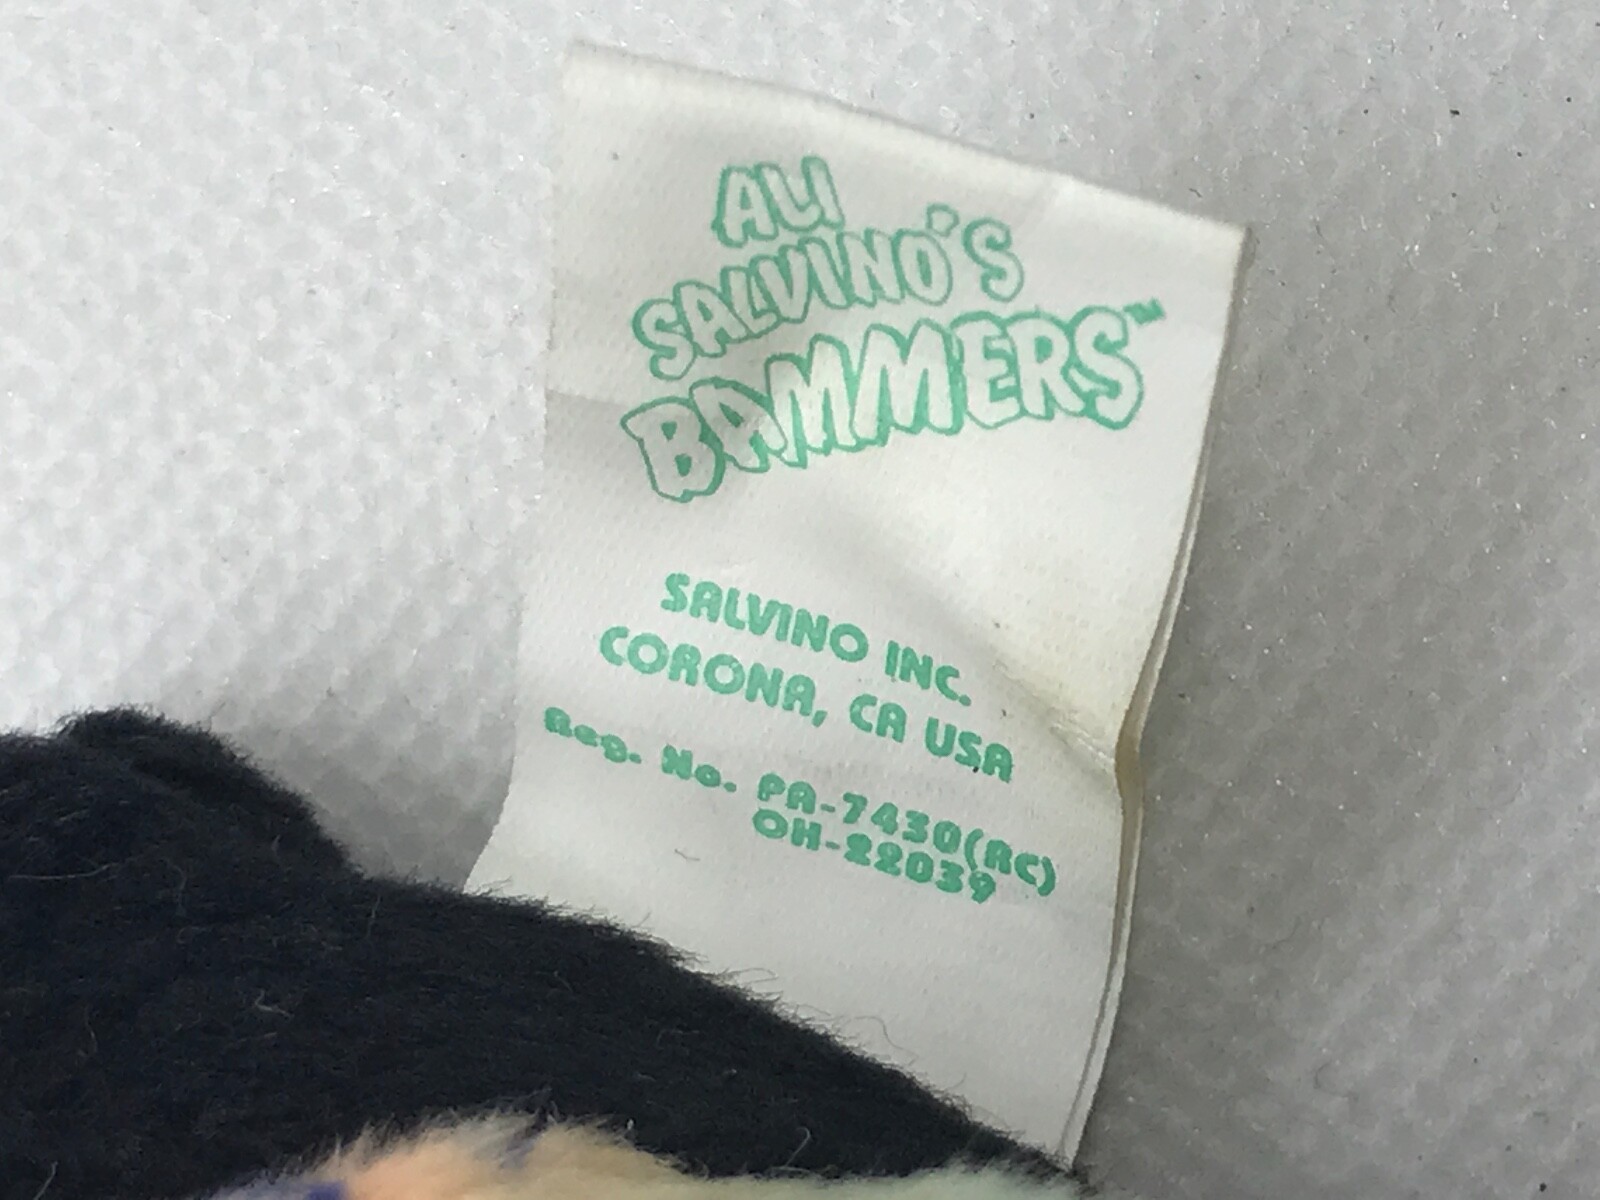 ALI
SALVINO'S
BAMMERS™
SALVINO INC.
CORONA, CA USA
Reg. No. PA-7430(RC)
OH-22039